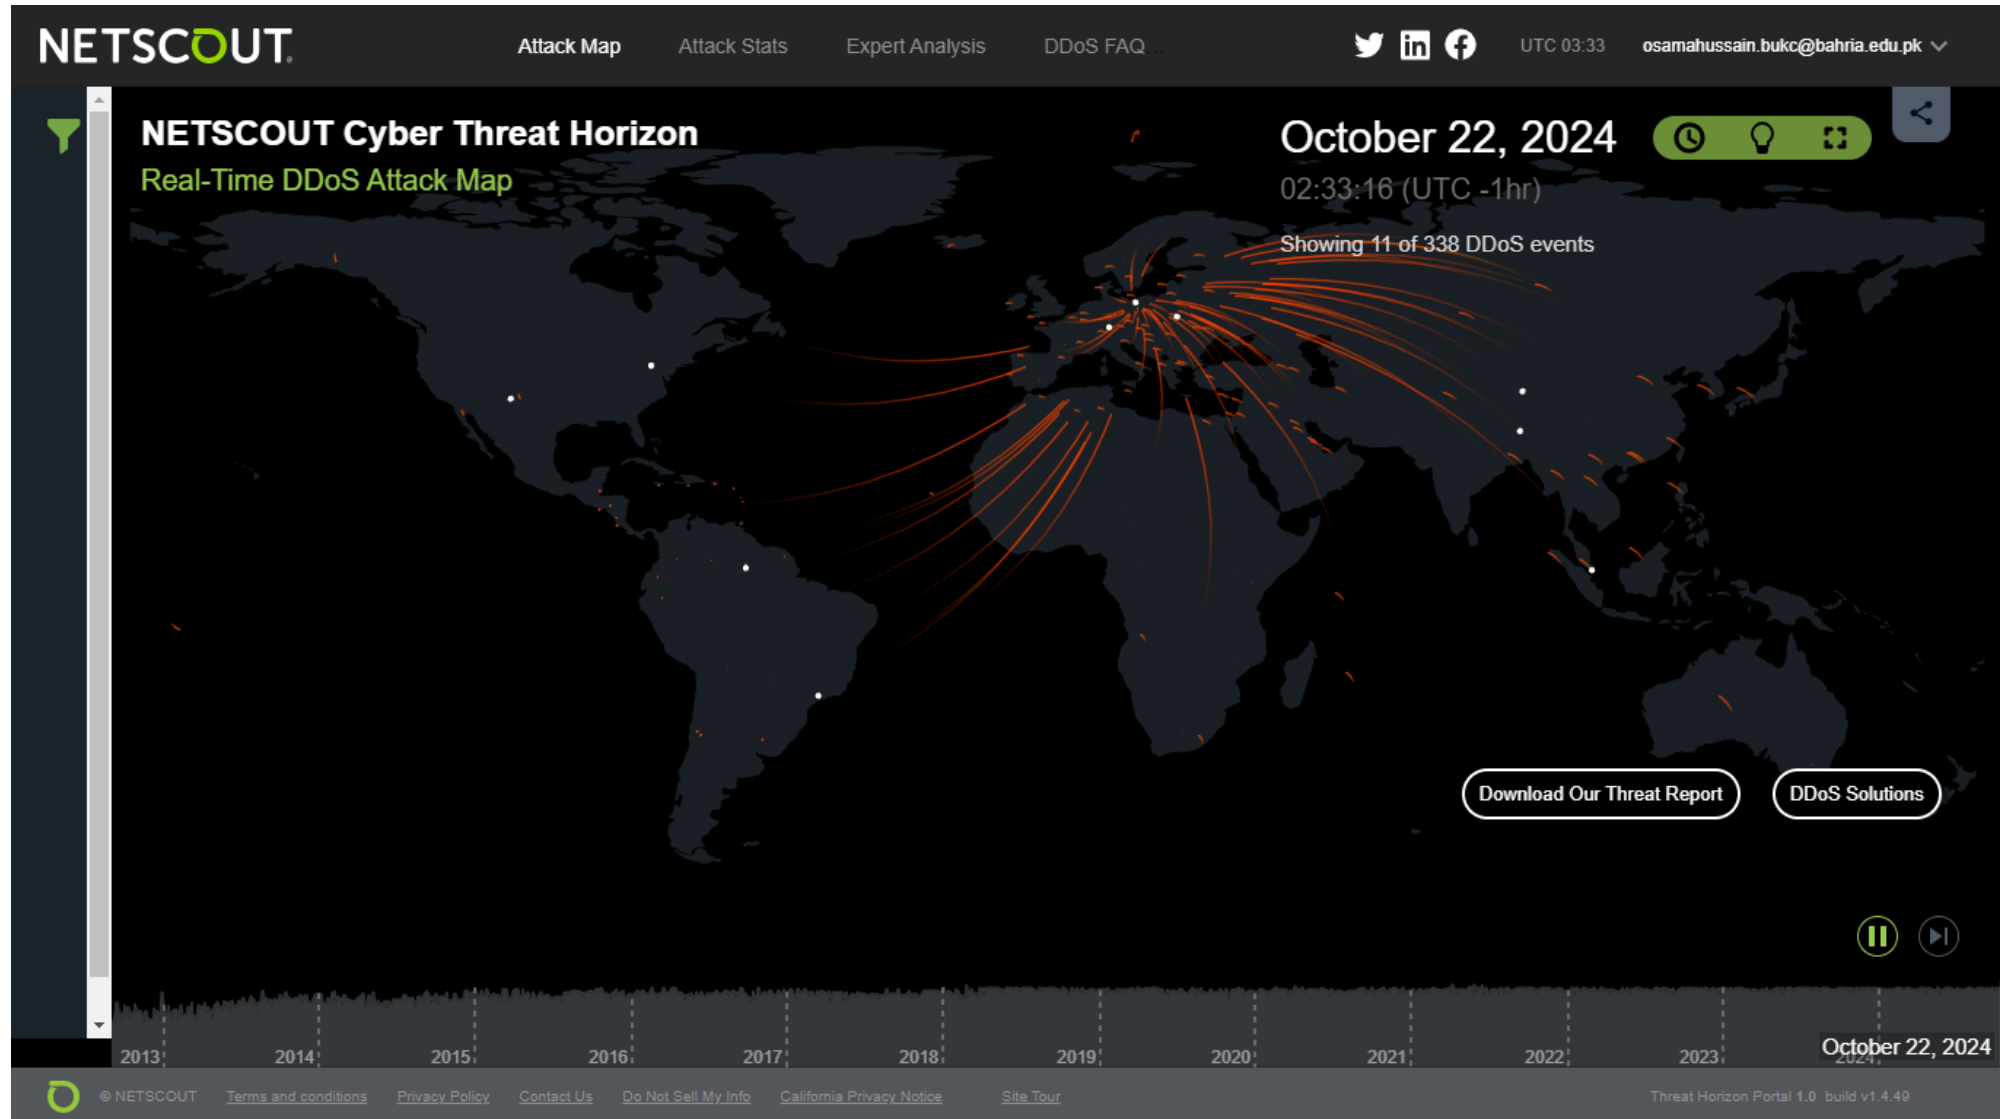 NETSCOUT.
Attack Map
Attack Stats
Expert Analysis
DDoS FAQ...
UTC 03:33
osamahussain.bukc@bahria.edu.pk
NETSCOUT Cyber Threat Horizon
Real-Time DDoS Attack Map
October 22, 2024
02:33:16 (UTC -1hr)
Showing 11 of 338 DDoS events
Download Our Threat Report
DDoS Solutions
2013
2014
2015
2016
2017
2018
2019
2020
2021
2022
2023
2024
October 22, 2024
© NETSCOUT
Terms and conditions
Privacy Policy
Contact Us
Do Not Sell My Info
California Privacy Notice
Site Tour
Threat Horizon Portal 1.0 build v1.4.49